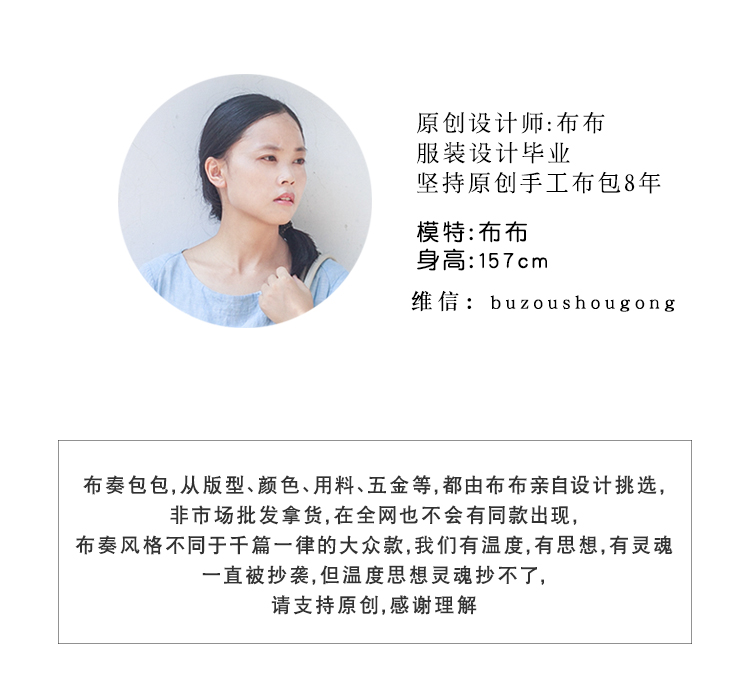 原创设计师:布布
服装设计毕业
坚持原创手工布包8年
模特:布布
身高:157cm
维信：buzoushougong
布奏包包,从版型、颜色、用料、五金等,都由布布亲自设计挑选,
非市场批发拿货,在全网也不会有同款出现,
布奏风格不同于千篇一律的大众款,我们有温度,有思想,有灵魂
一直被抄袭,但温度思想灵魂抄不了,
请支持原创,感谢理解